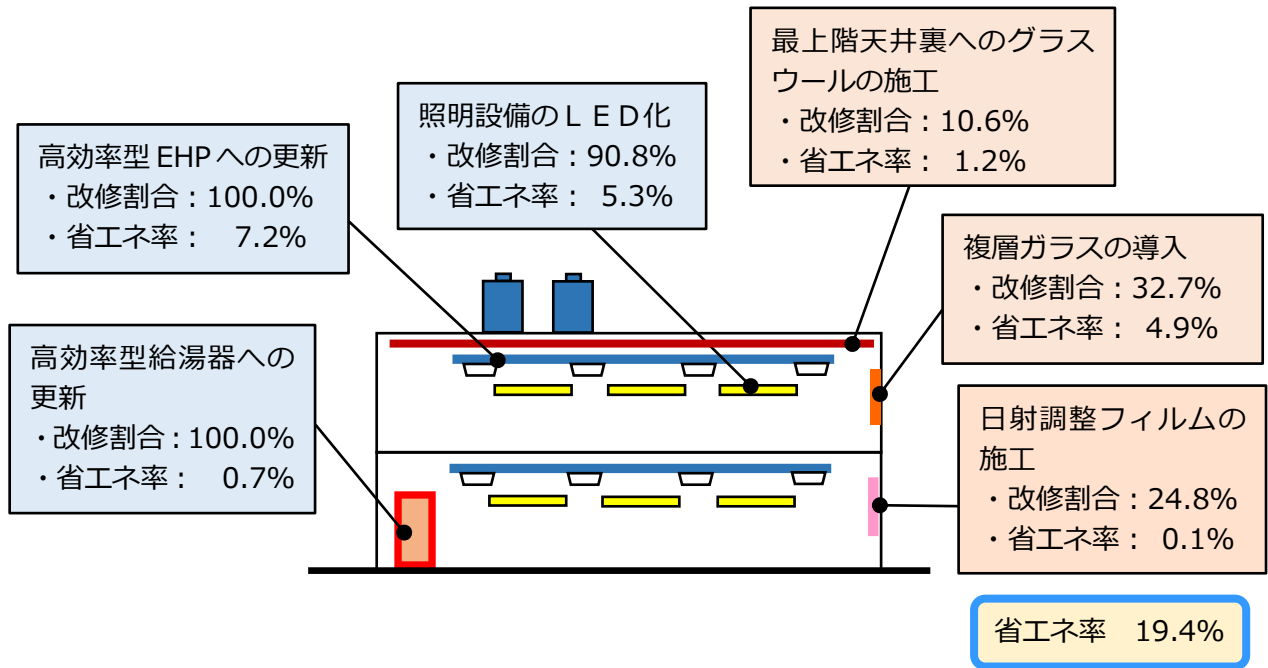 最上階天井裏へのグラス
ウールの施工
・改修割合：10.6%
・省エネ率： 1.2%
照明設備のＬＥＤ化
・改修割合：90.8%
・省エネ率： 5.3%
高効率型 EHP への更新
・改修割合：100.0%
・省エネ率： 7.2%
複層ガラスの導入
・改修割合：32.7%
・省エネ率： 4.9%
高効率型給湯器への
更新
・改修割合：100.0%
・省エネ率： 0.7%
日射調整フィルムの
施工
・改修割合：24.8%
・省エネ率： 0.1%
省エネ率 19.4%